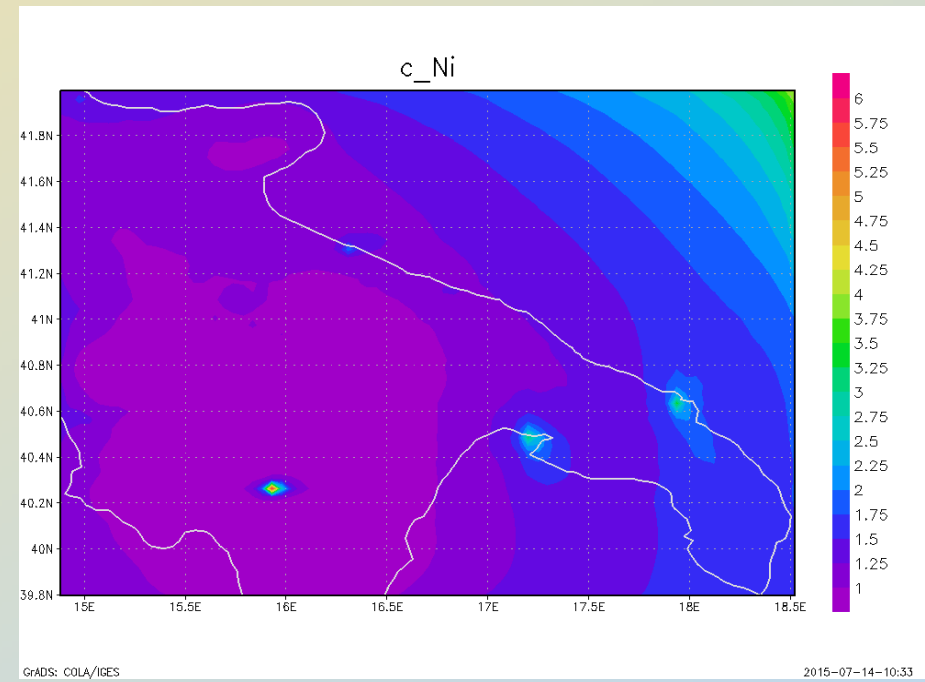 c_Ni
41.8N
41.6N
41.4N
41.2N
41N
40.8N
40.6N
40.4N
40.2N
40N
39.8N
15E 15.5E 16E 16.5E 17E 17.5E 18E 18.5E
6
5.75
5.5
5.25
5
4.75
4.5
4.25
4
3.75
3.5
3.25
3
2.75
2.5
2.25
2
1.75
1.5
1.25
1
GrADS: COLA/IGES 2015-07-14-10:33